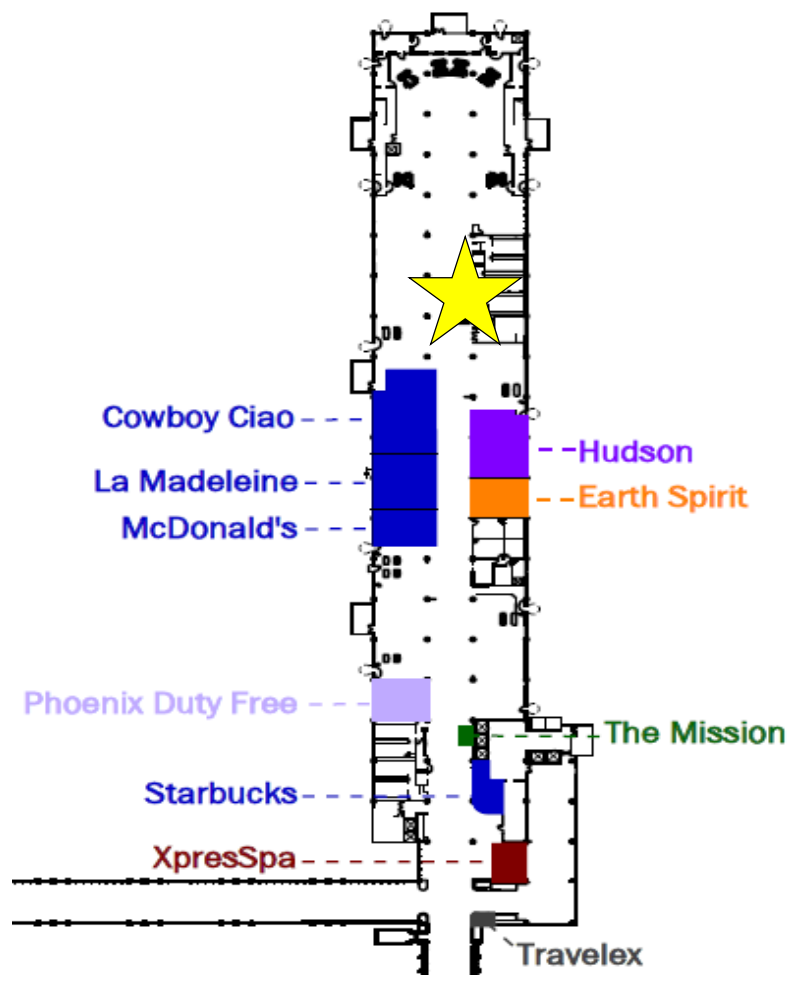 Cowboy Ciao
Hudson
La Madeleine
Earth Spirit
McDonald's
Phoenix Duty Free
The Mission
Starbucks
XpresSpa
Travelex